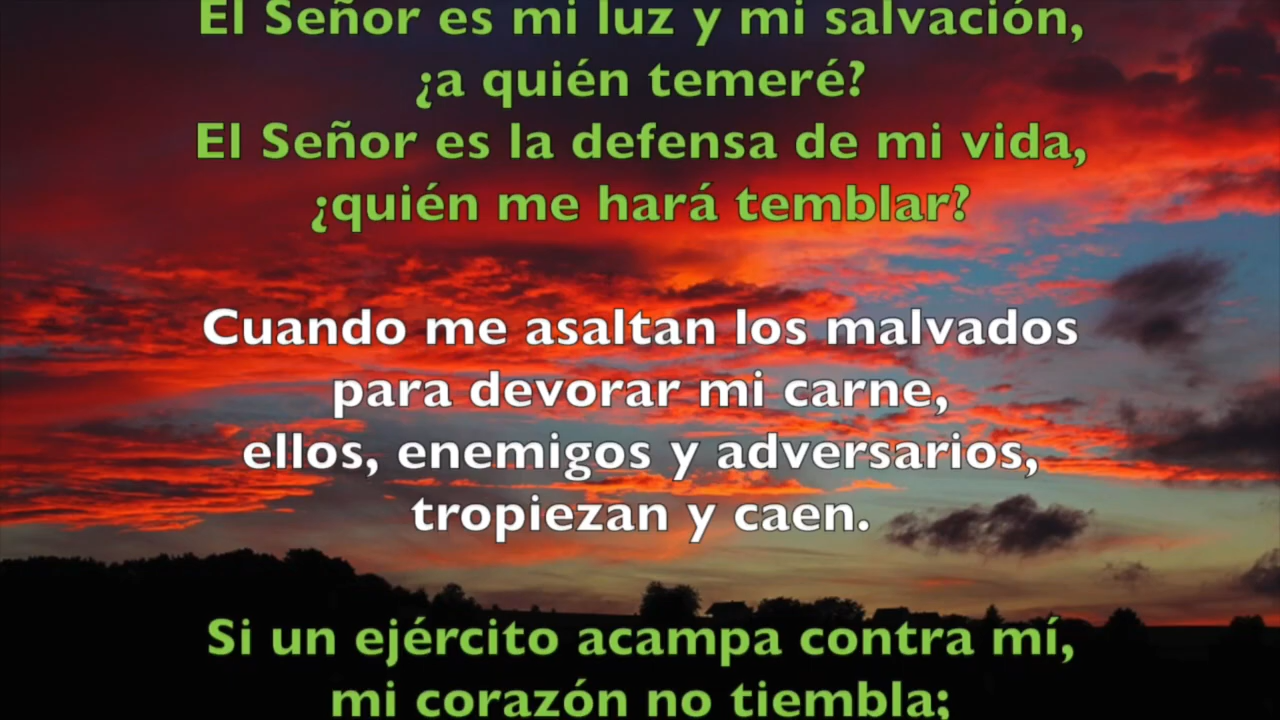 El Señor es mi luz y mi salvación,
¿a quién temeré?
El Señor es la defensa de mi vida,
¿quién me hará temblar?
Cuando me asaltan los malvados
para devorar mi carne,
ellos, enemigos y adversarios,
tropiezan y caen.
Si un ejército acampa contra mí,
mi corazón no tiembla;